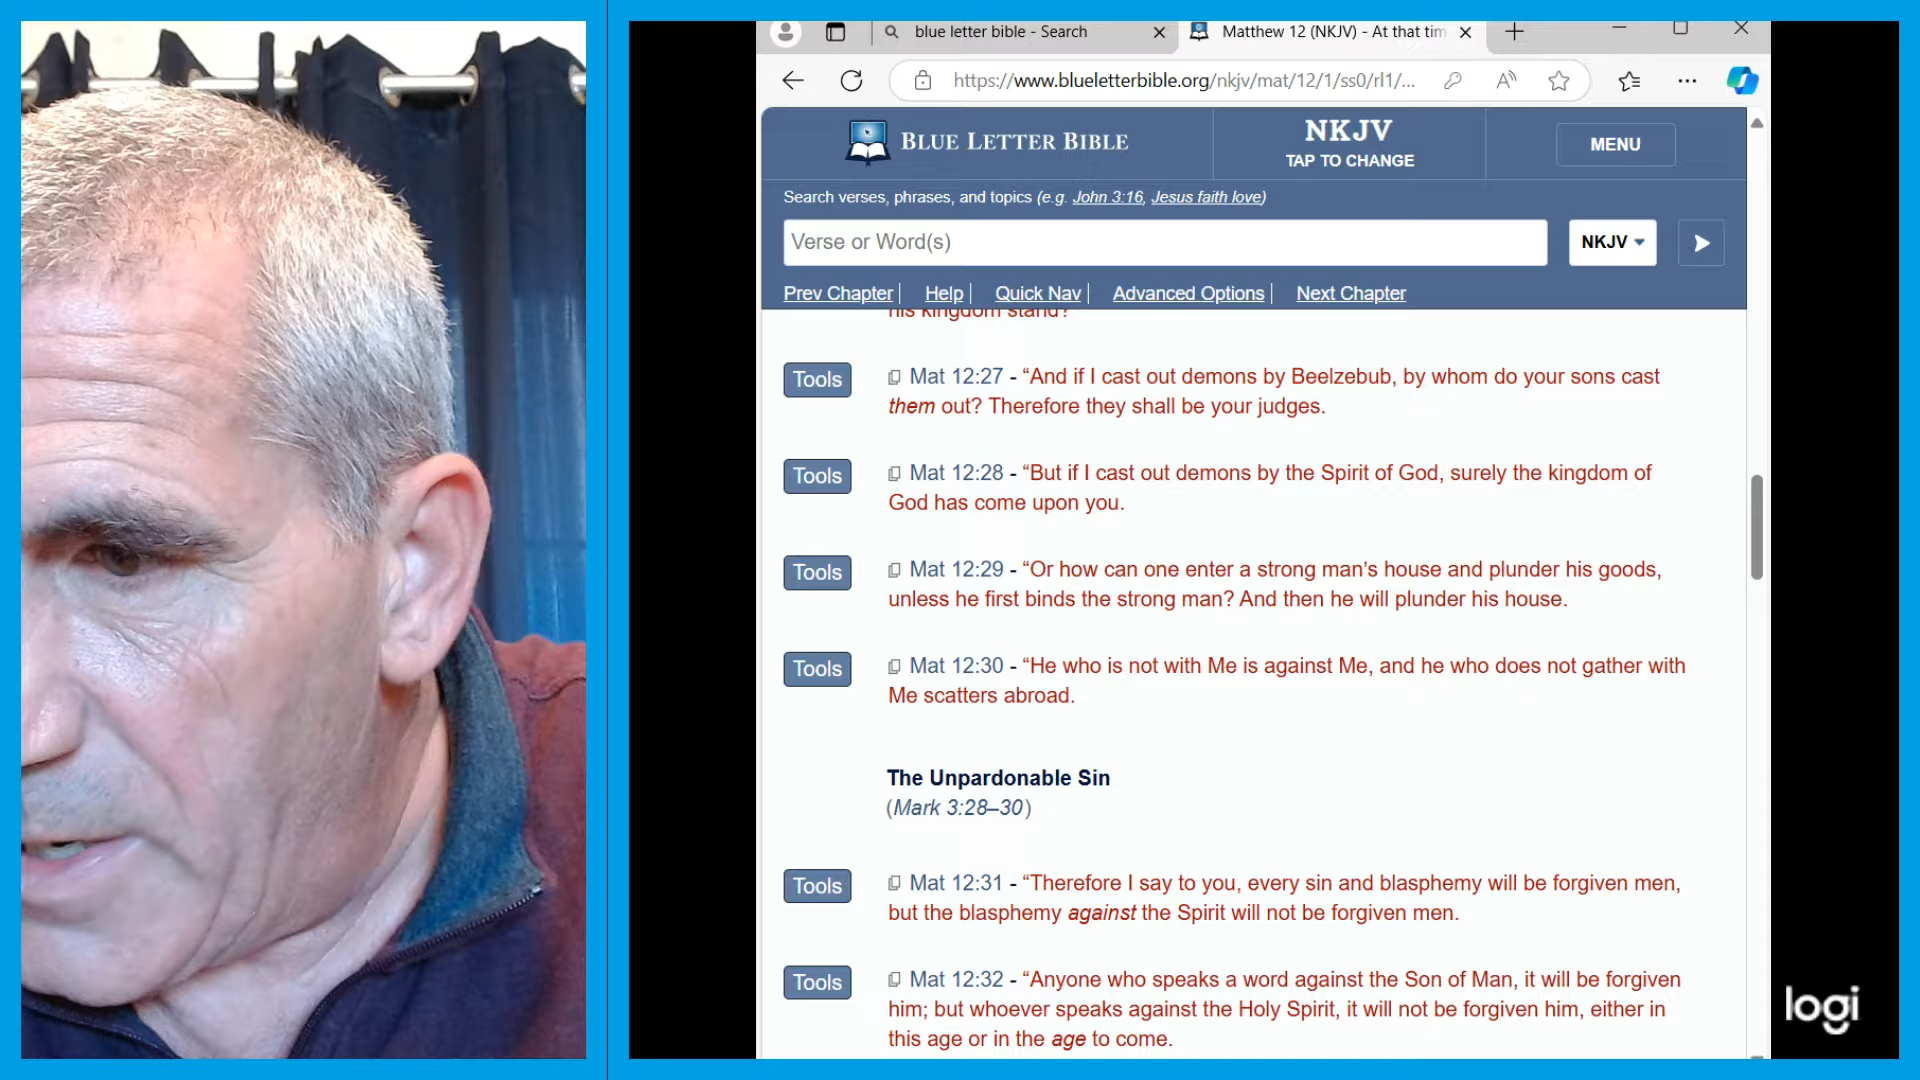 blue letter bible - Search
Matthew 12 (NKJV) - At that tim
https://www.blueletterbible.org/nkjv/mat/12/1/ss0/rl1/...
BLUE LETTER BIBLE
NKJV
TAP TO CHANGE
MENU
Search verses, phrases, and topics (e.g. John 3:16, Jesus faith love)
Verse or Word(s)
NKJV
Prev Chapter | Help | Quick Nav | Advanced Options | Next Chapter
his kingdom stand?
Tools
Mat 12:27 - “And if I cast out demons by Beelzebub, by whom do your sons cast
them out? Therefore they shall be your judges.
Tools
Mat 12:28 - “But if I cast out demons by the Spirit of God, surely the kingdom of
God has come upon you.
Tools
Mat 12:29 - “Or how can one enter a strong man’s house and plunder his goods,
unless he first binds the strong man? And then he will plunder his house.
Tools
Mat 12:30 - “He who is not with Me is against Me, and he who does not gather with
Me scatters abroad.
The Unpardonable Sin
(Mark 3:28–30)
Tools
Mat 12:31 - “Therefore I say to you, every sin and blasphemy will be forgiven men,
but the blasphemy against the Spirit will not be forgiven men.
Tools
Mat 12:32 - “Anyone who speaks a word against the Son of Man, it will be forgiven
him; but whoever speaks against the Holy Spirit, it will not be forgiven him, either in
this age or in the age to come.
logi